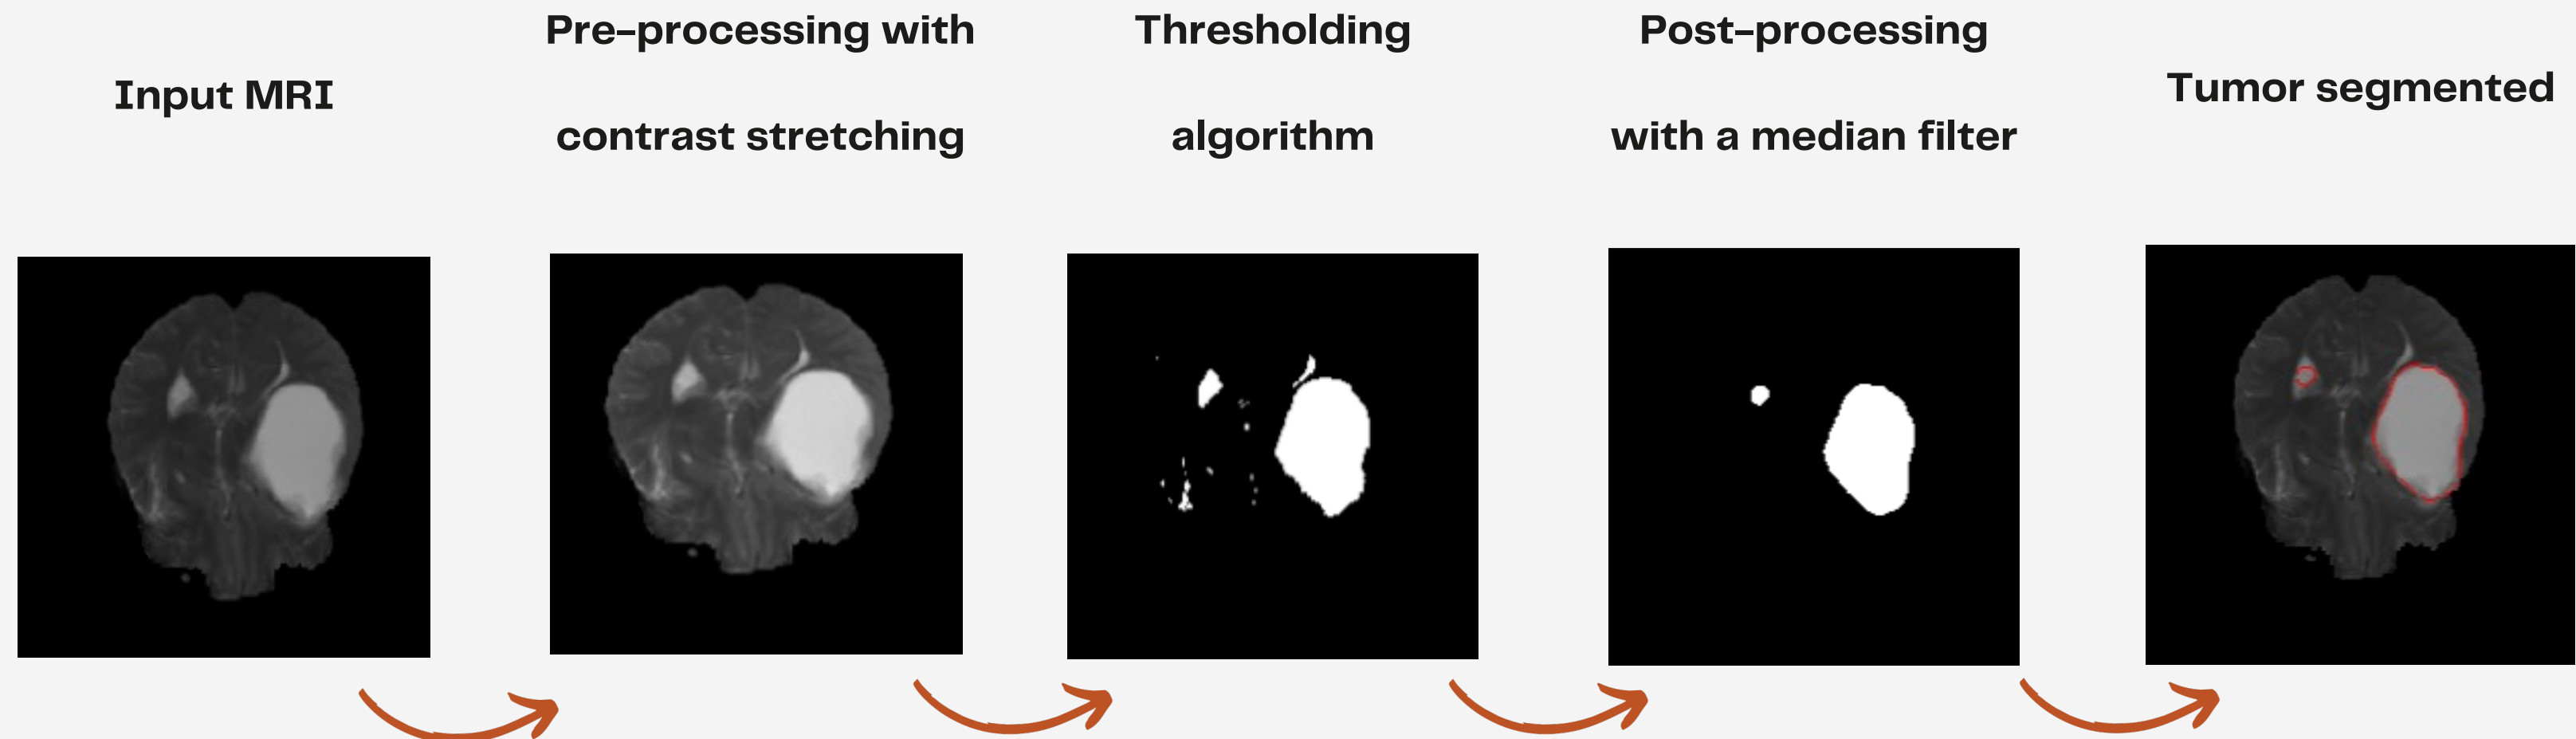 Input MRI
Pre-processing with
contrast stretching
Thresholding
algorithm
Post-processing
with a median filter
Tumor segmented